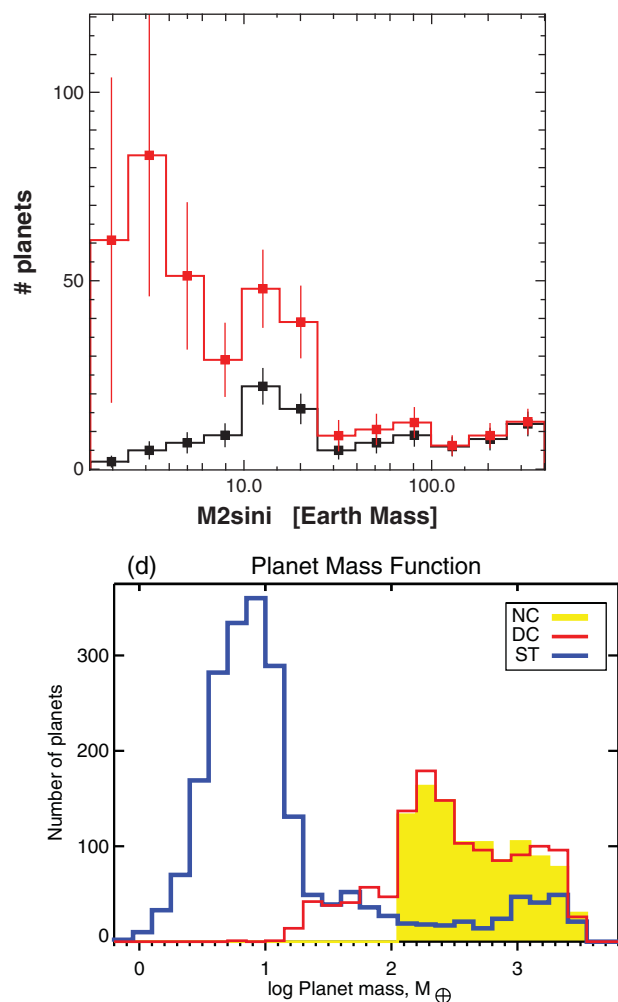 100
50
0
# planets
10.0
100.0
M2sini [Earth Mass]
(d) Planet Mass Function
NC
DC
ST
300
200
100
0
Number of planets
0
1
2
3
log Planet mass, M⊕